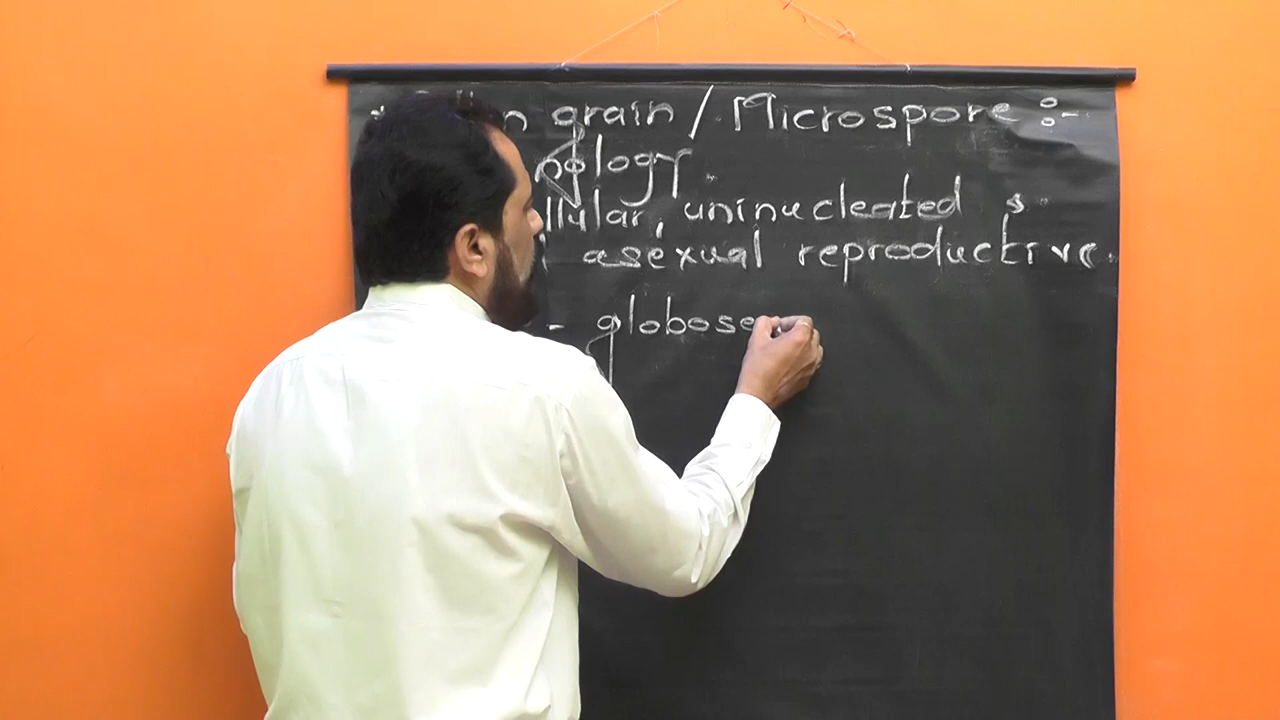 n grain / Microspore :-
ology.
llular, uninucleated s
asexual reproductive.
- globose